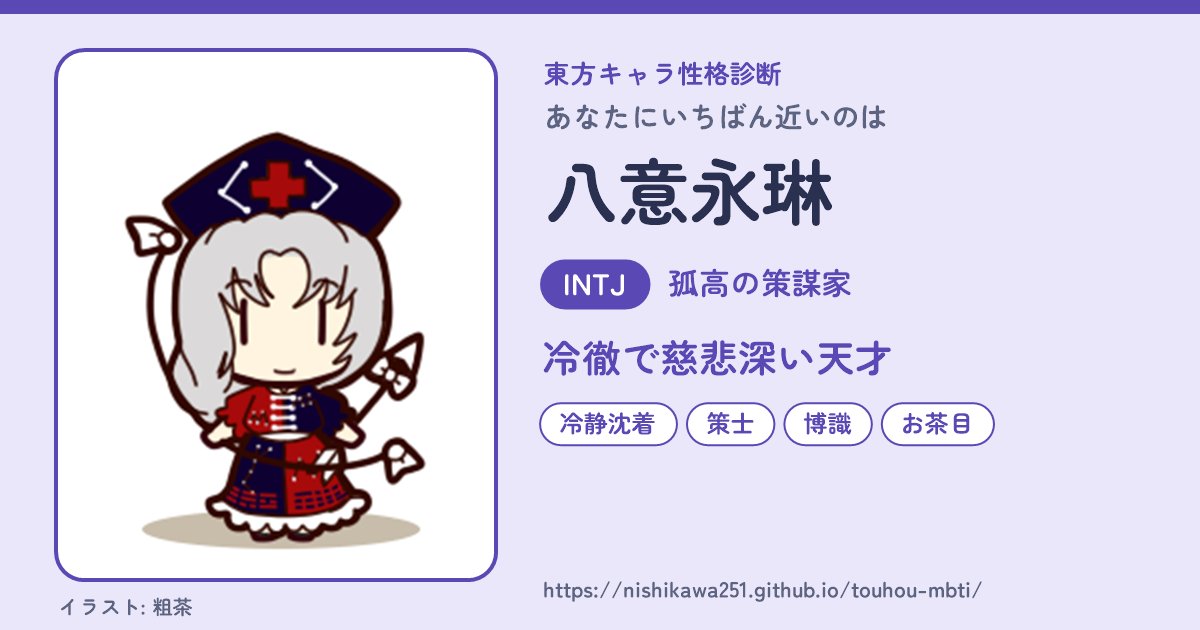 東方キャラ性格診断
あなたにいちばん近いのは
八意永琳
INTJ 孤高の策謀家
冷徹で慈悲深い天才
冷静沈着 策士 博識 お茶目
https://nishikawa251.github.io/touhou-mbti/
イラスト: 粗茶